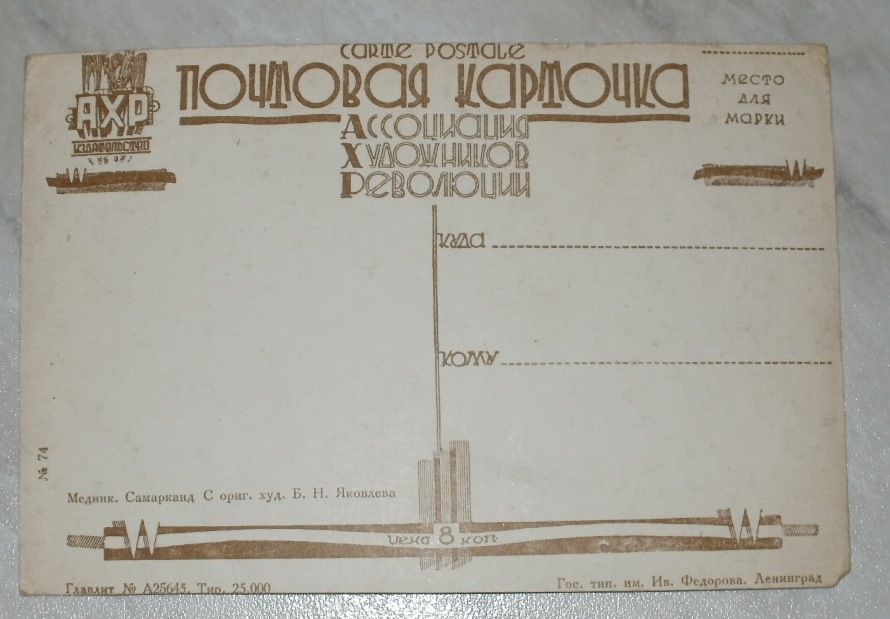 CARTE POSTALE
ПОЧТОВАЯ КАРТОЧКА
АХР
ИЗДАТЕЛЬСТВО
АССОЦИАЦИЯ
ХУДОЖНИКОВ
РЕВОЛЮЦИИ
МЕСТО
ДЛЯ
МАРКИ
КУДА
КОМУ
№ 74
Медник. Самарканд С ориг. худ. Б. Н. Яковлева
Цена 8 коп.
Главлит № А25645. Тир. 25.000
Гос. тип. им. Ив. Федорова. Ленинград